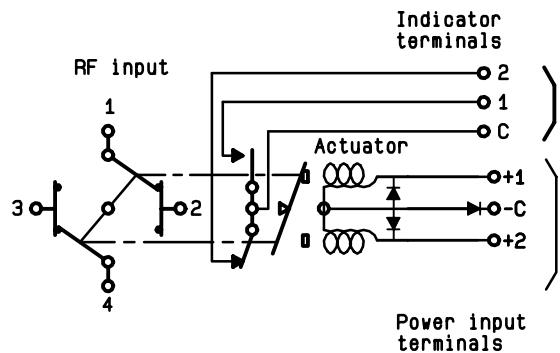 Indicator
terminals
RF input
2
1
1
C
Actuator
+1
3
2
-C
+2
4
Power input
terminals